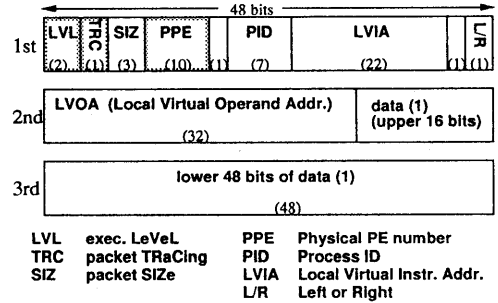 48 bits
1st LVL TRC SIZ PPE PID LVIA L/R
(2) (1) (3) (10) (1) (7) (22) (1) (1)
2nd LVOA (Local Virtual Operand Addr.) data (1)
(upper 16 bits)
(32)
3rd lower 48 bits of data (1)
(48)
LVL exec. LeVeL PPE Physical PE number
TRC packet TRaCing PID Process ID
SIZ packet SIZe LVIA Local Virtual Instr. Addr.
L/R Left or Right